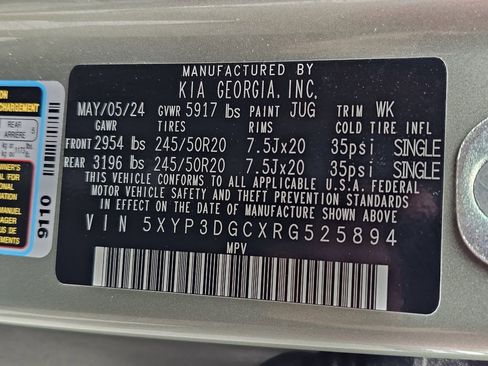 MANUFACTURED BY
KIA GEORGIA, INC.
MAY/05/24 GVWR 5917 lbs PAINT JUG TRIM WK
GAWR TIRES RIMS COLD TIRE INFL
FRONT 2954 lbs 245/50R20 7.5Jx20 35psi SINGLE
REAR 3196 lbs 245/50R20 7.5Jx20 35psi SINGLE
THIS VEHICLE CONFORMS TO ALL APPLICABLE U.S.A. FEDERAL
MOTOR VEHICLE SAFETY AND THEFT PREVENTION STANDARDS
IN EFFECT ON THE DATE OF MANUFACTURE SHOWN ABOVE.
VIN 5XYP3DGCXRG525894
MPV
REAR
ARRIÈRE
5
9110